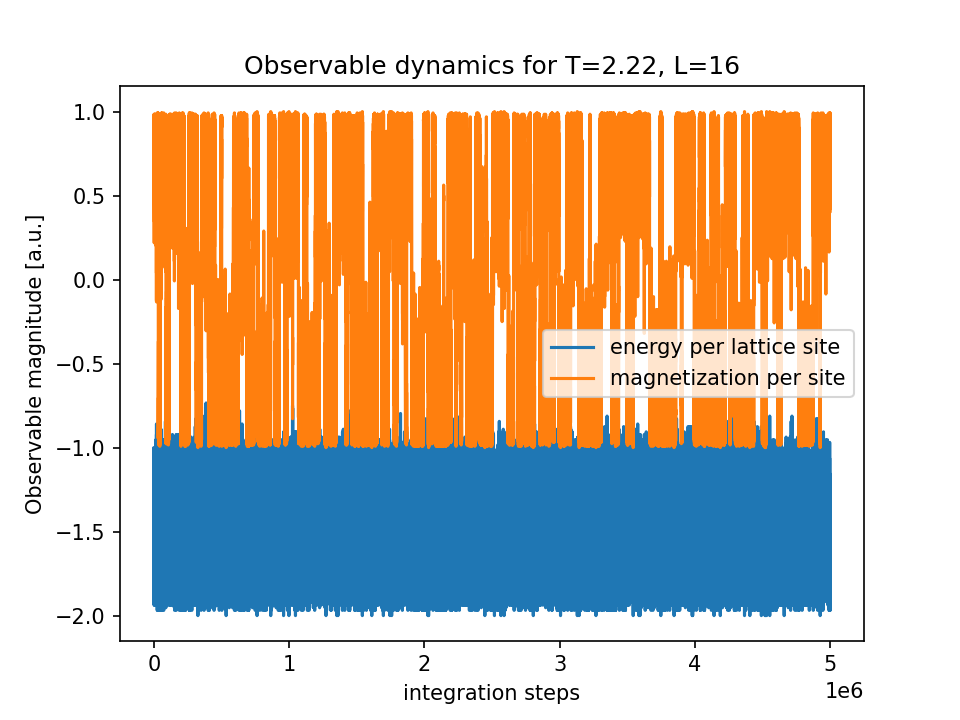 Observable dynamics for T=2.22, L=16
Observable magnitude [a.u.]
1.0
0.5
0.0
−0.5
−1.0
−1.5
−2.0
energy per lattice site
magnetization per site
0 1 2 3 4 5
1e6
integration steps